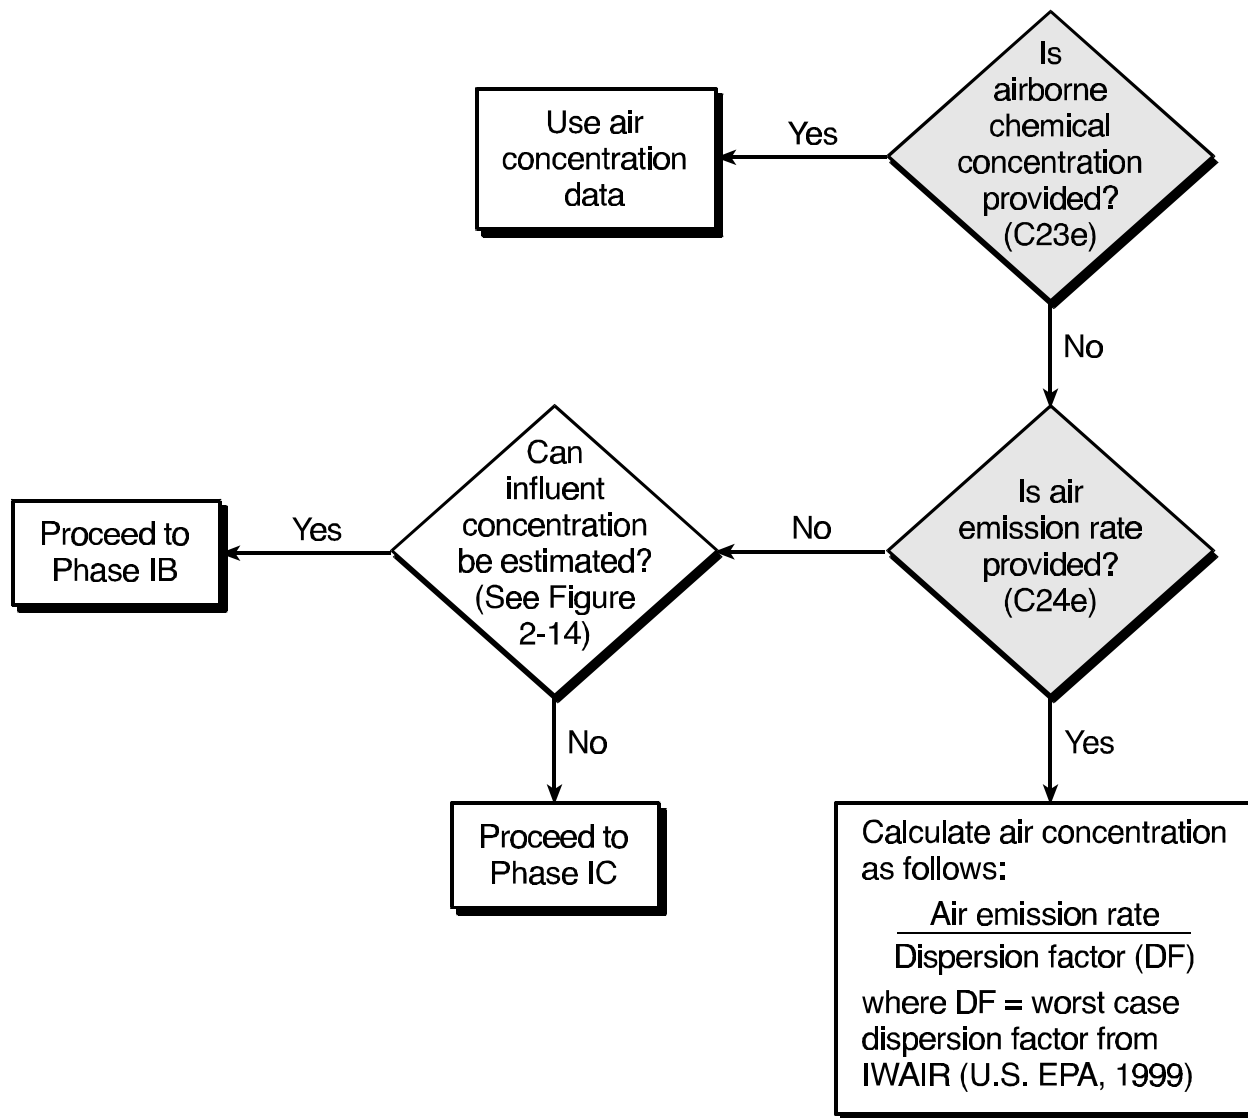 Is
airborne
chemical
concentration
provided?
(C23e)
Yes
Use air
concentration
data
No
Is air
emission rate
provided?
(C24e)
No
Can
influent
concentration
be estimated?
(See Figure
2-14)
Yes
Proceed to
Phase IB
No
Proceed to
Phase IC
Yes
Calculate air concentration
as follows:
Air emission rate
Dispersion factor (DF)
where DF = worst case
dispersion factor from
IWAIR (U.S. EPA, 1999)